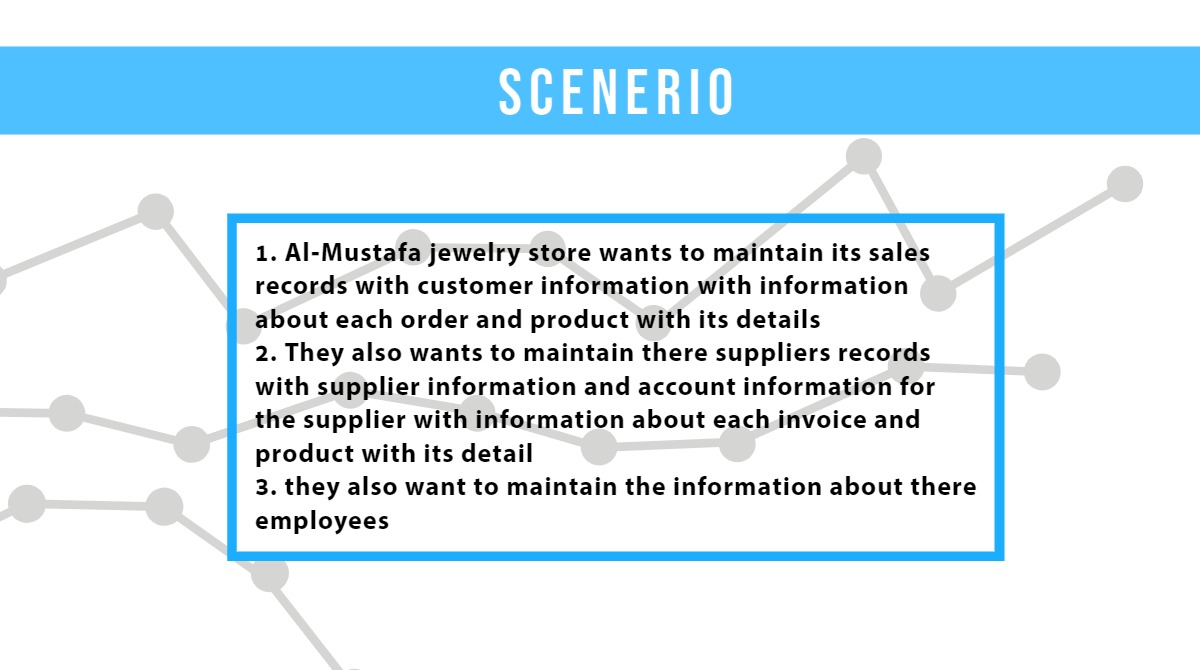 SCENERIO
1. Al-Mustafa jewelry store wants to maintain its sales
records with customer information with information
about each order and product with its details
2. They also wants to maintain there suppliers records
with supplier information and account information for
the supplier with information about each invoice and
product with its detail
3. they also want to maintain the information about there
employees